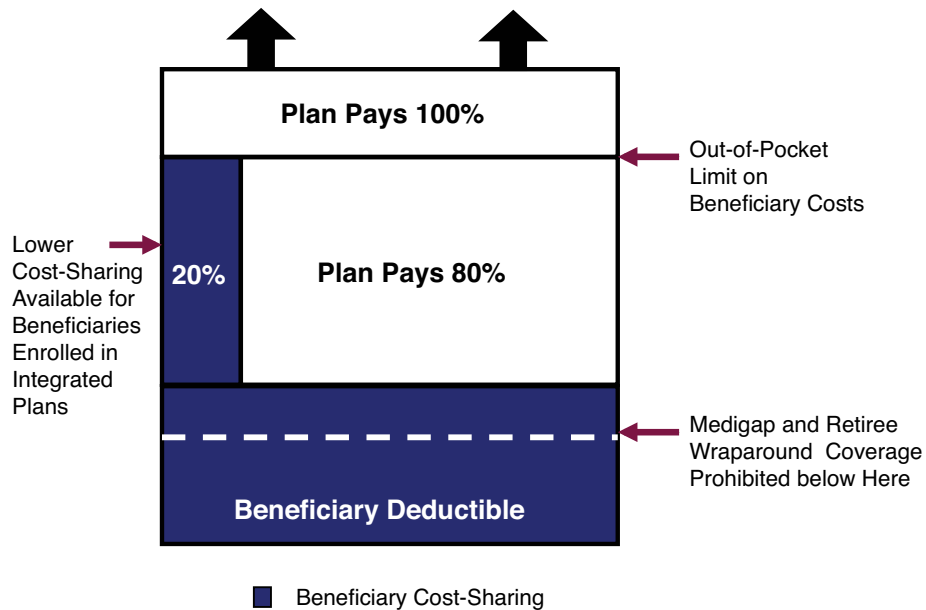 Plan Pays 100%
Out-of-Pocket
Limit on
Beneficiary Costs
Lower
Cost-Sharing
Available for
Beneficiaries
Enrolled in
Integrated
Plans
20%
Plan Pays 80%
Medigap and Retiree
Wraparound Coverage
Prohibited below Here
Beneficiary Deductible
Beneficiary Cost-Sharing